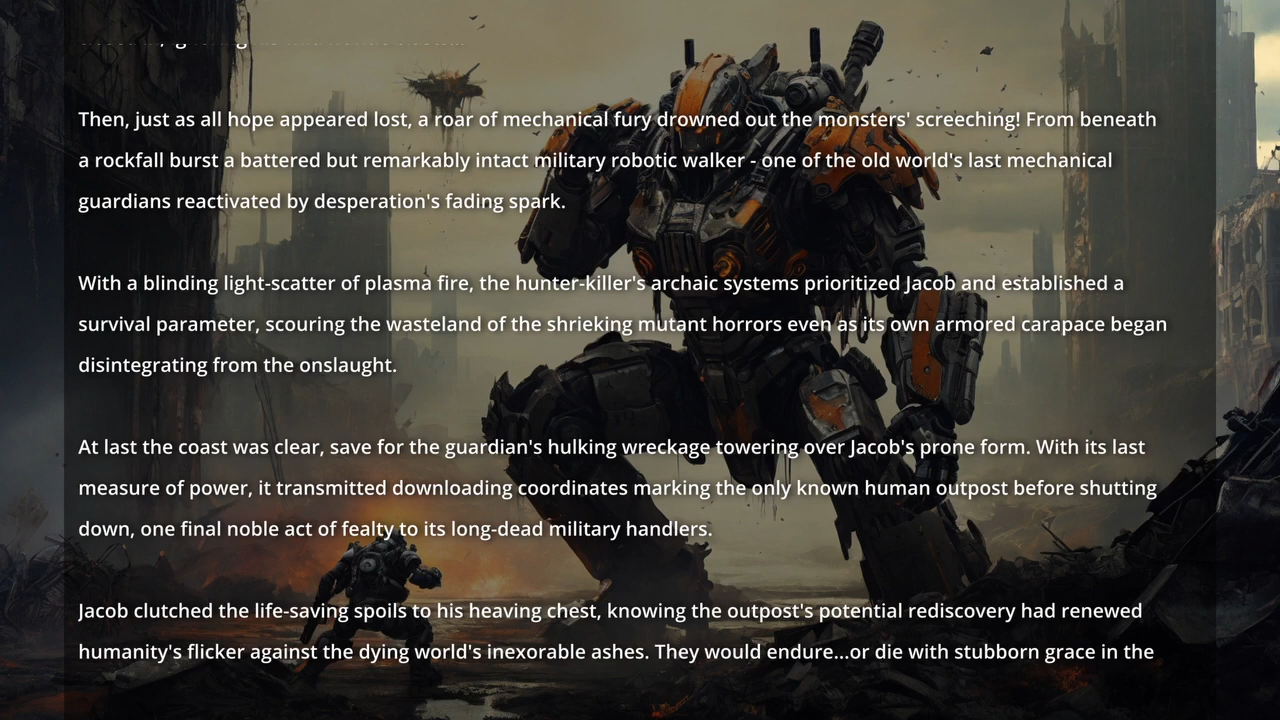 Then, just as all hope appeared lost, a roar of mechanical fury drowned out the monsters' screeching! From beneath
a rockfall burst a battered but remarkably intact military robotic walker - one of the old world's last mechanical
guardians reactivated by desperation's fading spark.
With a blinding light-scatter of plasma fire, the hunter-killer's archaic systems prioritized Jacob and established a
survival parameter, scouring the wasteland of the shrieking mutant horrors even as its own armored carapace began
disintegrating from the onslaught.
At last the coast was clear, save for the guardian's hulking wreckage towering over Jacob's prone form. With its last
measure of power, it transmitted downloading coordinates marking the only known human outpost before shutting
down, one final noble act of fealty to its long-dead military handlers.
Jacob clutched the life-saving spoils to his heaving chest, knowing the outpost's potential rediscovery had renewed
humanity's flicker against the dying world's inexorable ashes. They would endure...or die with stubborn grace in the